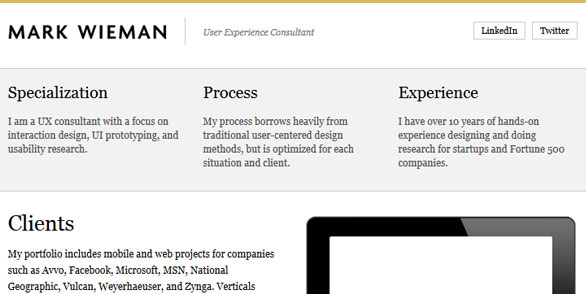 MARK WIEMAN
User Experience Consultant
LinkedIn
Twitter
Specialization
I am a UX consultant with a focus on
interaction design, UI prototyping, and
usability research.
Process
My process borrows heavily from
traditional user-centered design
methods, but is optimized for each
situation and client.
Experience
I have over 10 years of hands-on
experience designing and doing
research for startups and Fortune 500
companies.
Clients
My portfolio includes mobile and web projects for companies
such as Avvo, Facebook, Microsoft, MSN, National
Geographic, Vulcan, Weyerhaeuser, and Zynga. Verticals